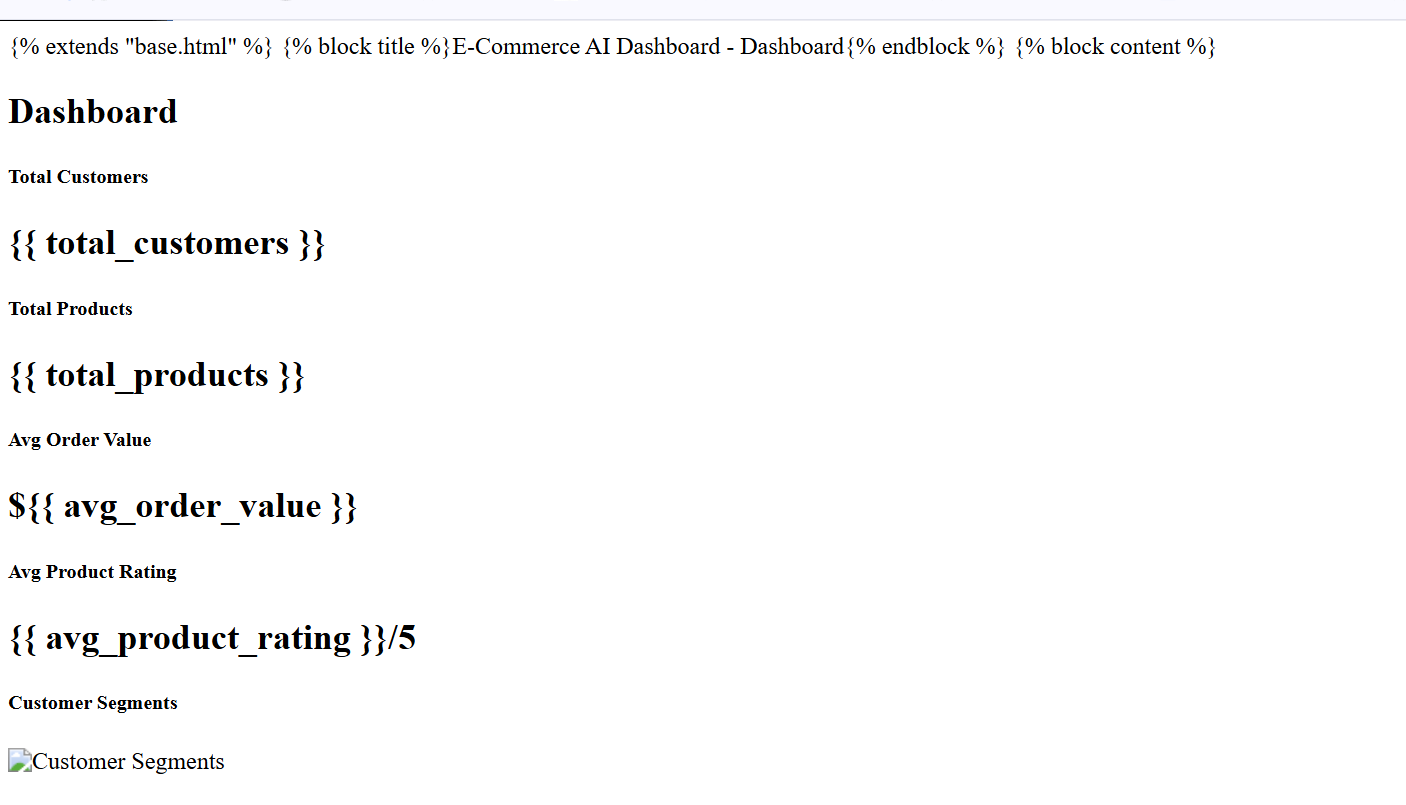 {% extends "base.html" %} {% block title %}E-Commerce AI Dashboard - Dashboard{% endblock %} {% block content %}
Dashboard
Total Customers
{{ total_customers }}
Total Products
{{ total_products }}
Avg Order Value
${{ avg_order_value }}
Avg Product Rating
{{ avg_product_rating }}/5
Customer Segments
Customer Segments